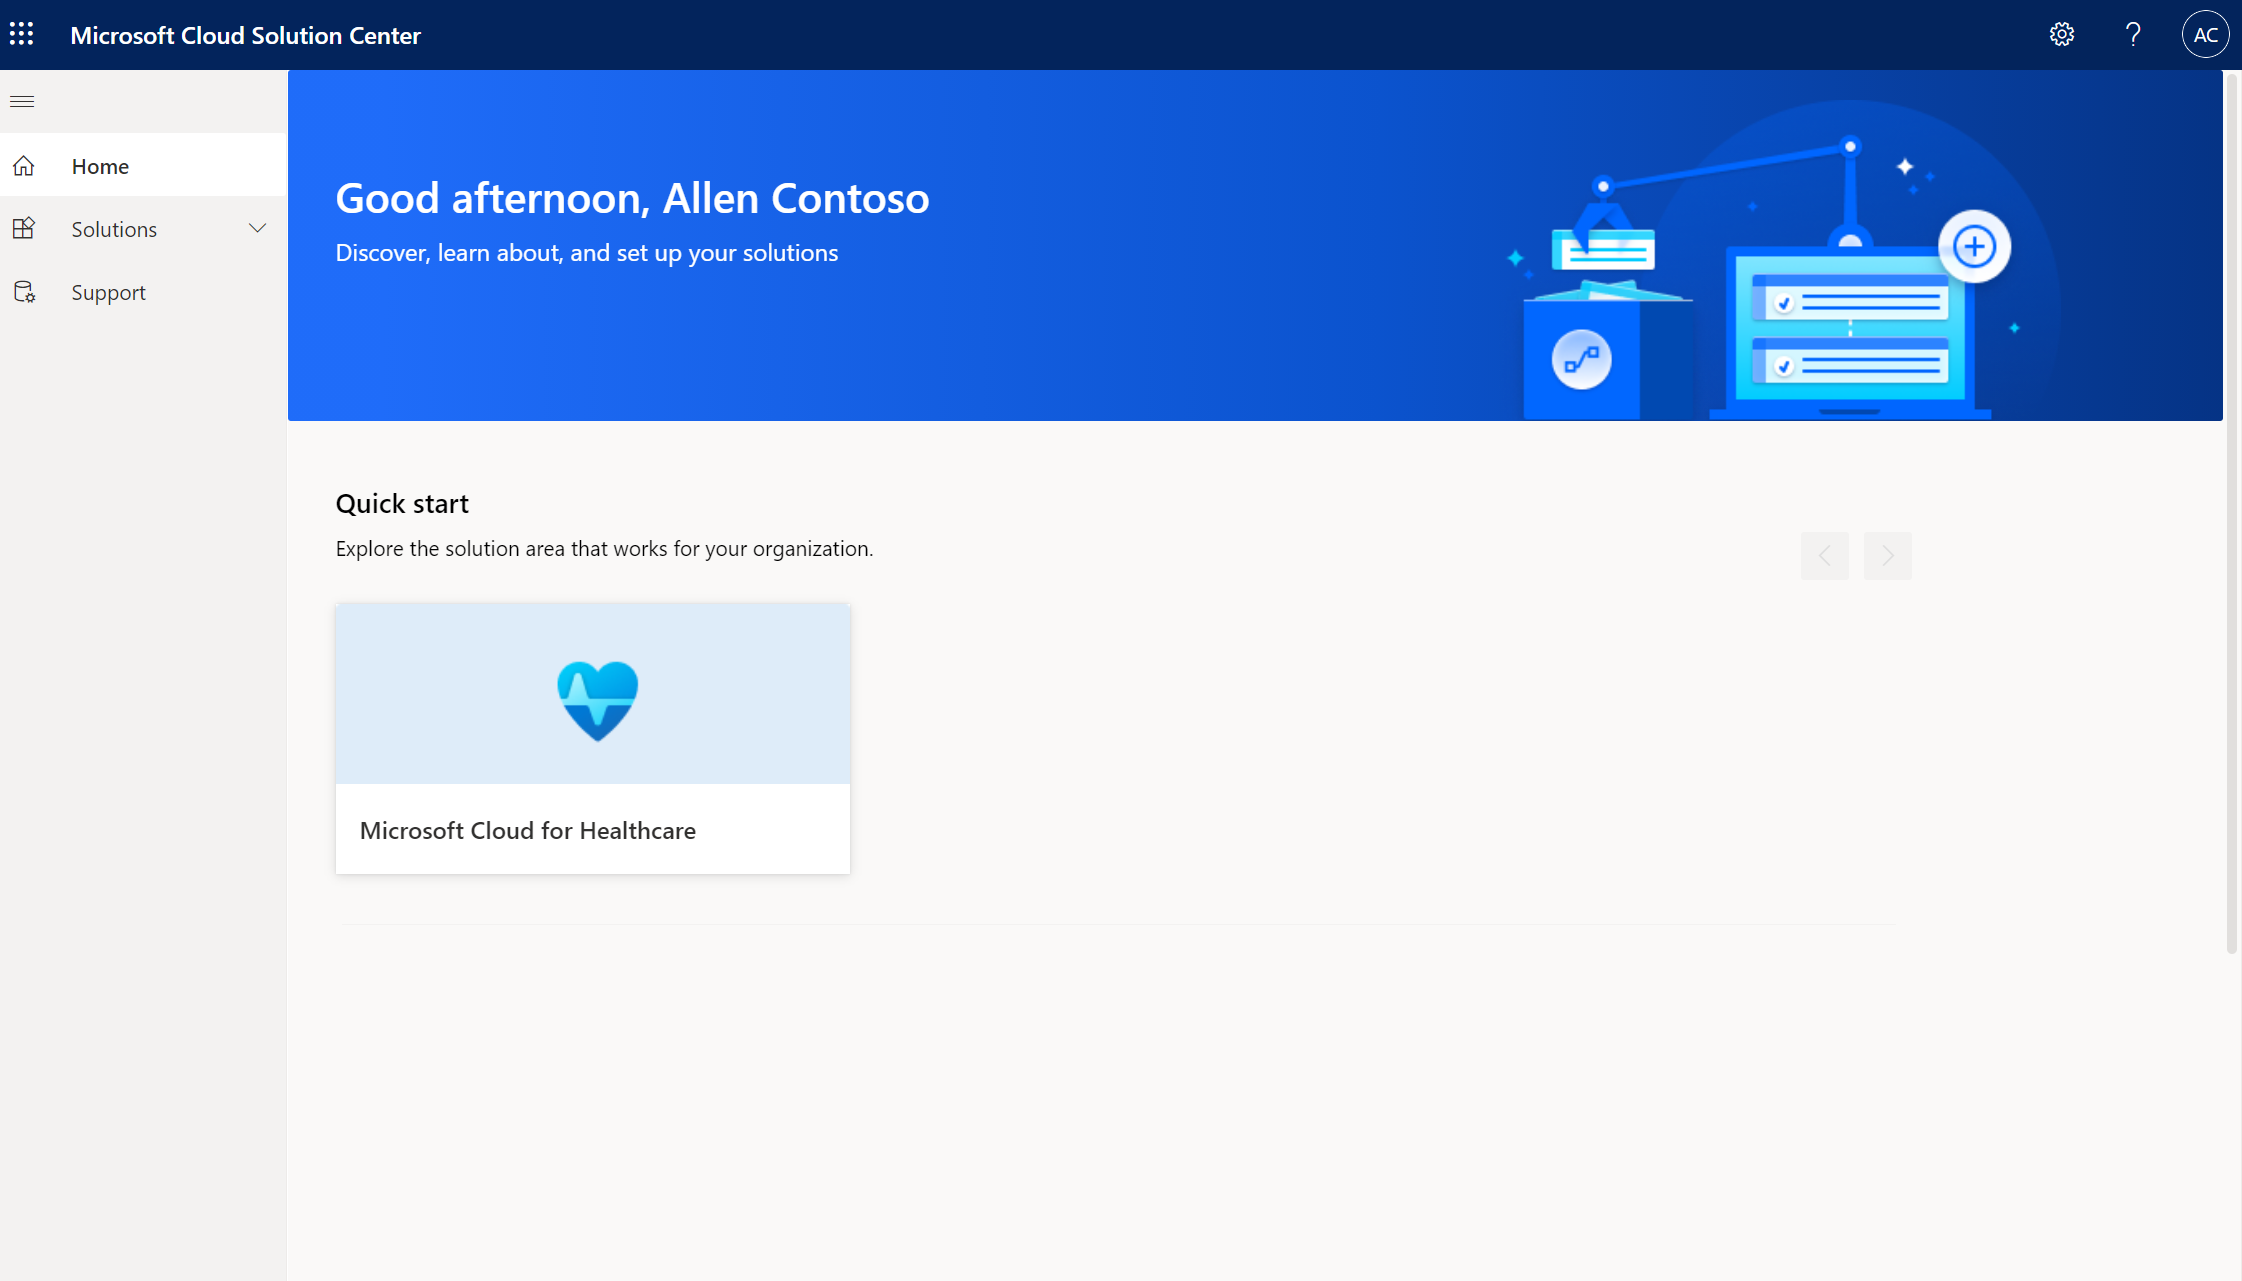 Microsoft Cloud Solution Center
AC
Home
Solutions
Support
Good afternoon, Allen Contoso
Discover, learn about, and set up your solutions
Quick start
Explore the solution area that works for your organization.
Microsoft Cloud for Healthcare